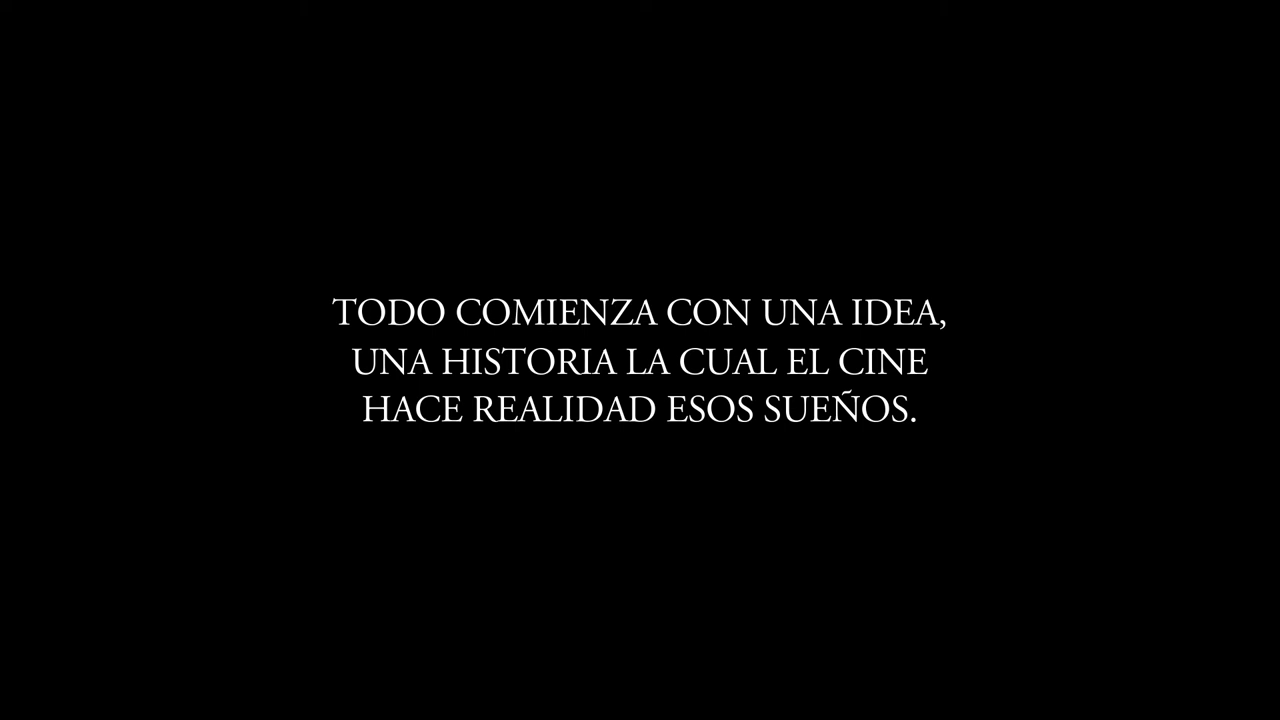 TODO COMIENZA CON UNA IDEA,
UNA HISTORIA LA CUAL EL CINE
HACE REALIDAD ESOS SUEÑOS.